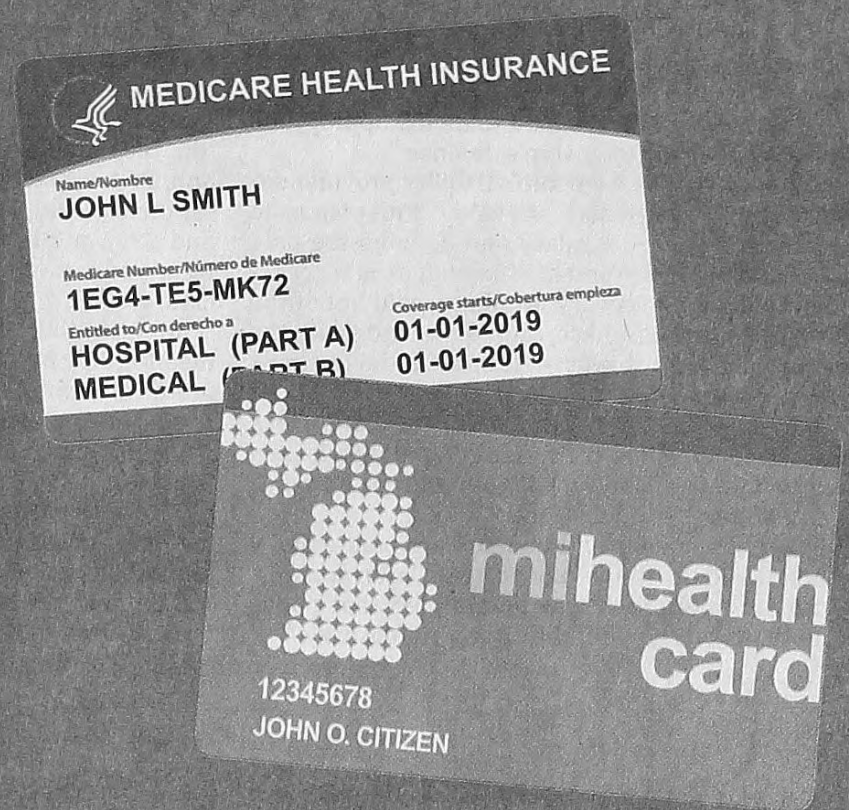 MEDICARE HEALTH INSURANCE
Name/Nombre
JOHN L SMITH
Medicare Number/Número de Medicare
1EG4-TE5-MK72
Entitled to/Con derecho a
HOSPITAL (PART A)
MEDICAL (PART B)
Coverage starts/Cobertura empieza
01-01-2019
01-01-2019
mihealth
card
12345678
JOHN O. CITIZEN